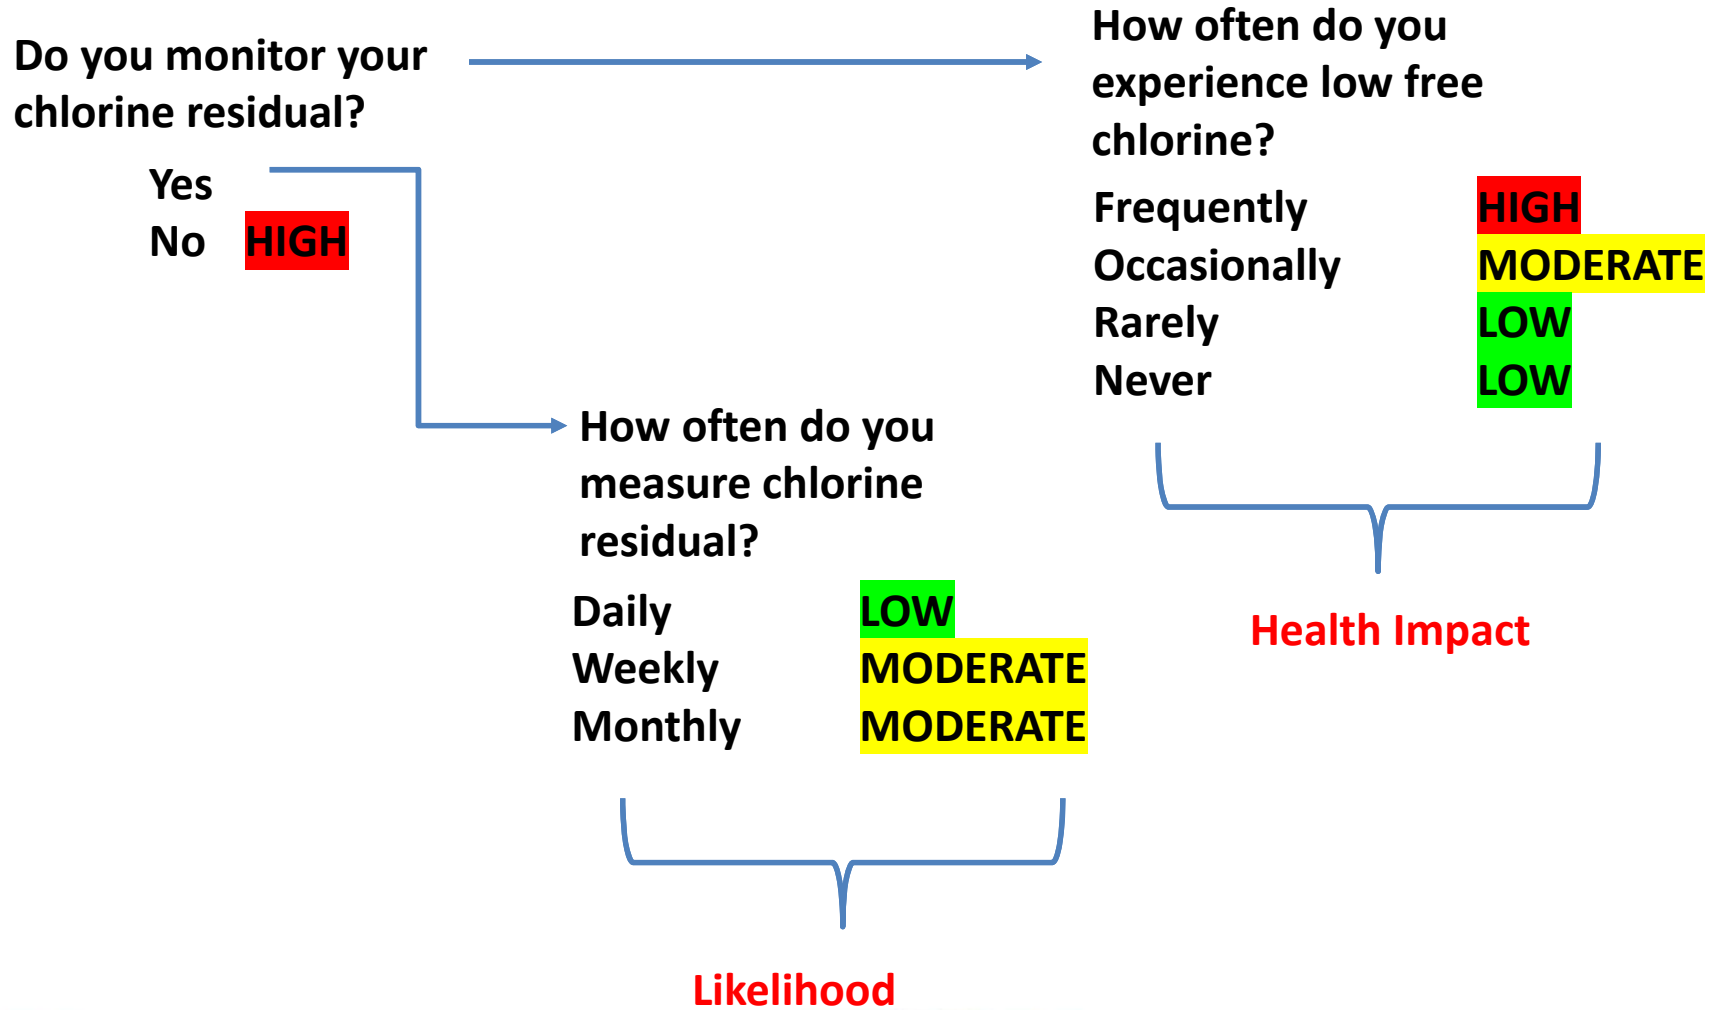 Do you monitor your
chlorine residual?
Yes
No HIGH
How often do you
experience low free
chlorine?
Frequently HIGH
Occasionally MODERATE
Rarely LOW
Never LOW
Health Impact
How often do you
measure chlorine
residual?
Daily LOW
Weekly MODERATE
Monthly MODERATE
Likelihood